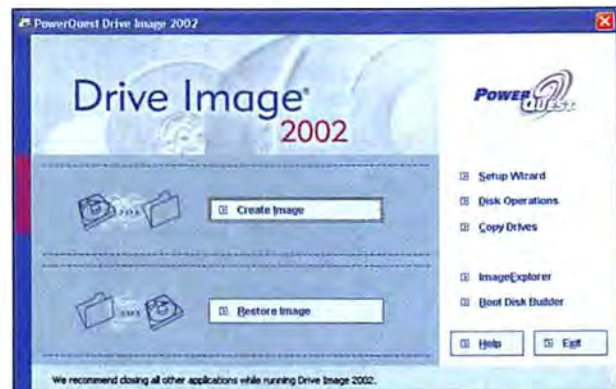 PowerQuest Drive Image 2002
Drive Image®
2002
POWERQUEST
Create Image
Restore Image
Setup Wizard
Disk Operations
Copy Drives
ImageExplorer
Boot Disk Builder
Help
Exit
We recommend closing all other applications while running Drive Image 2002.